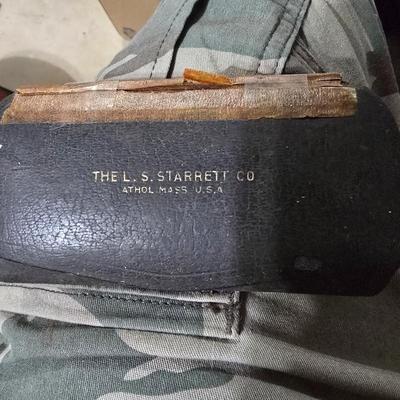 THE L. S. STARRETT CO
ATHOL. MASS. U.S.A.